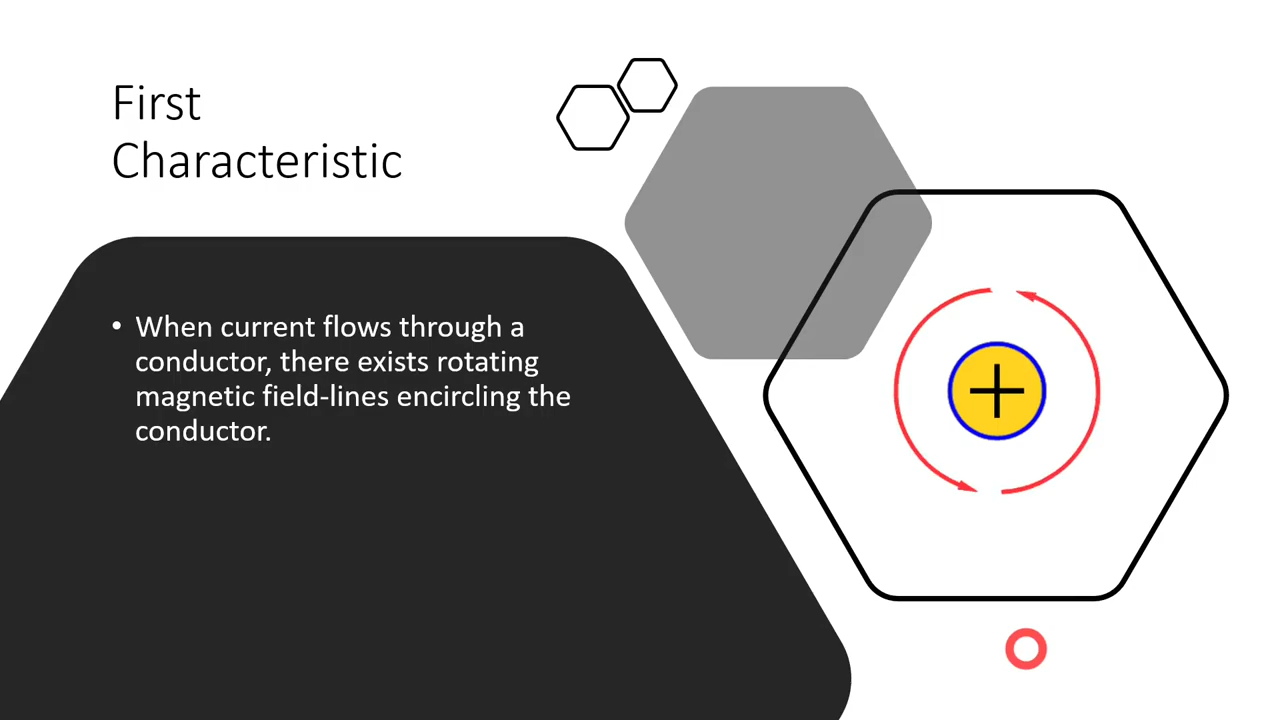 First
Characteristic
• When current flows through a
conductor, there exists rotating
magnetic field-lines encircling the
conductor.
+